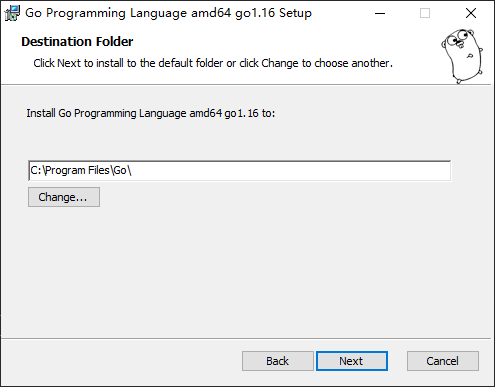 Go Programming Language amd64 go1.16 Setup
Destination Folder
Click Next to install to the default folder or click Change to choose another.
Install Go Programming Language amd64 go1.16 to:
C:\Program Files\Go\
Change...
Back
Next
Cancel